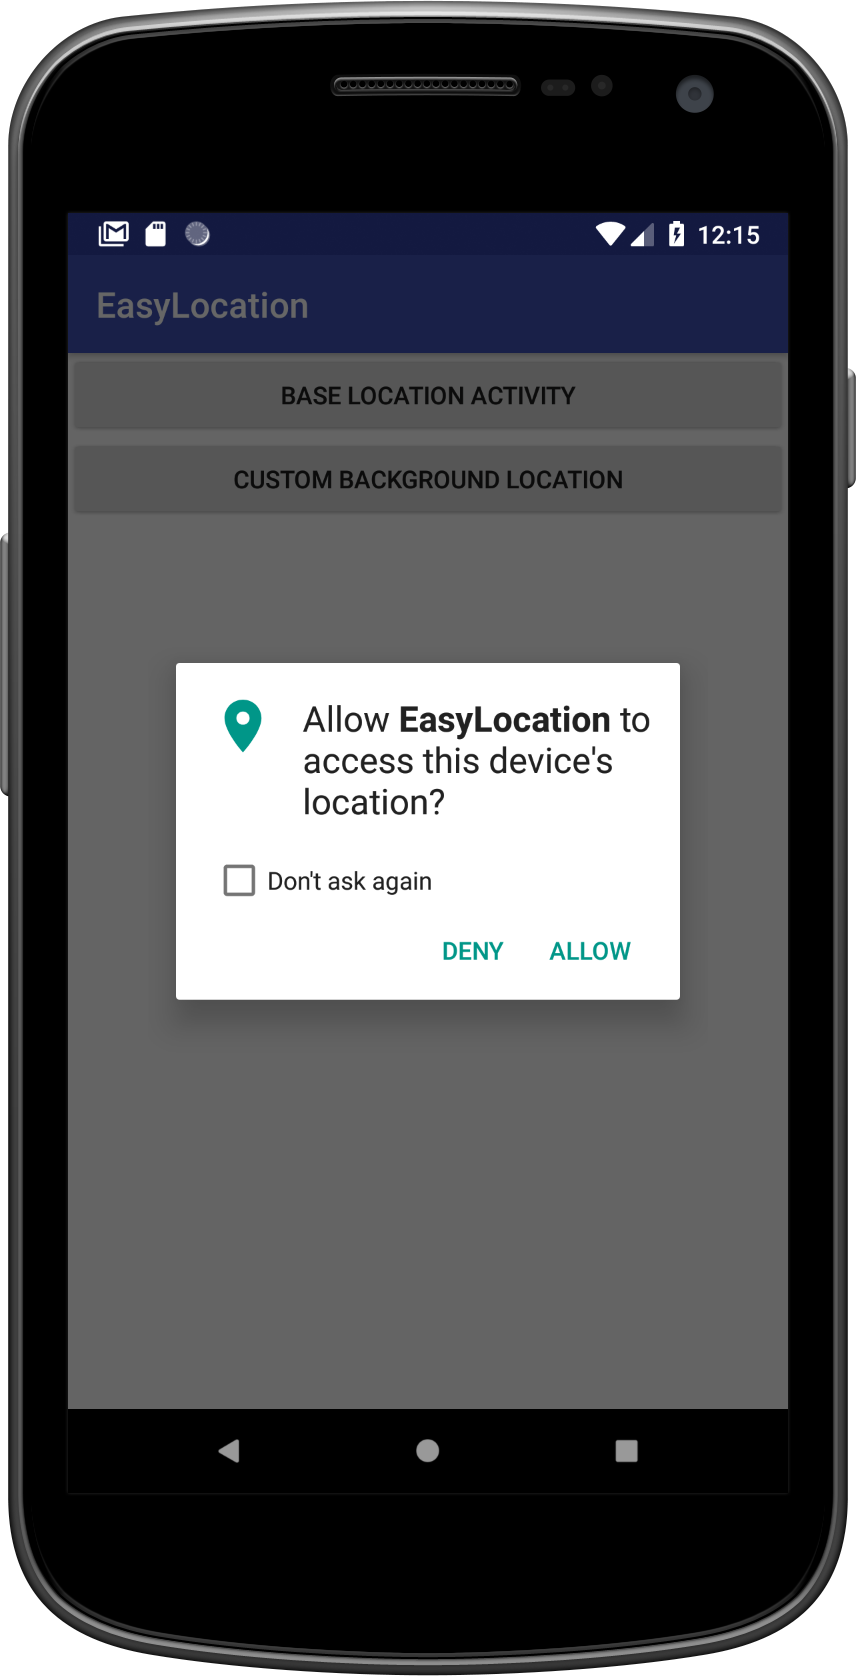 12:15
EasyLocation
BASE LOCATION ACTIVITY
CUSTOM BACKGROUND LOCATION
Allow EasyLocation to
access this device's
location?
Don't ask again
DENY ALLOW